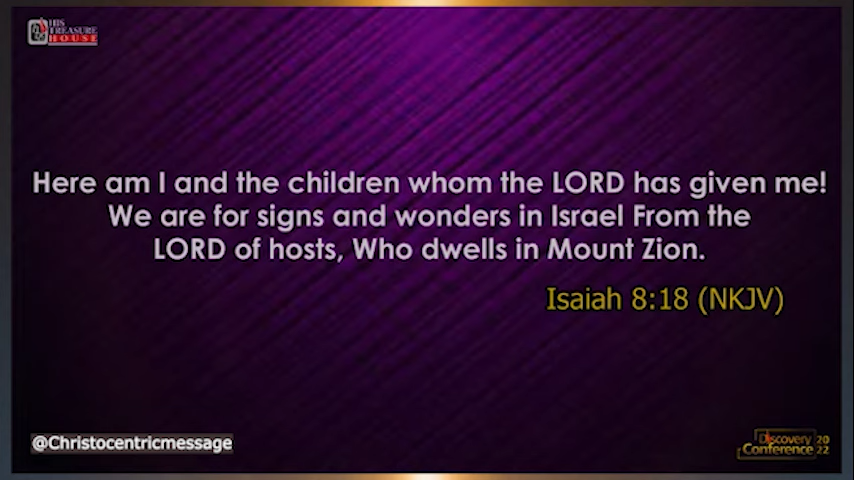 HIS
TREASURE
HOUSE
Here am I and the children whom the LORD has given me!
We are for signs and wonders in Israel From the
LORD of hosts, Who dwells in Mount Zion.
Isaiah 8:18 (NKJV)
@Christocentricmessage
Discovery 20
Conference 22